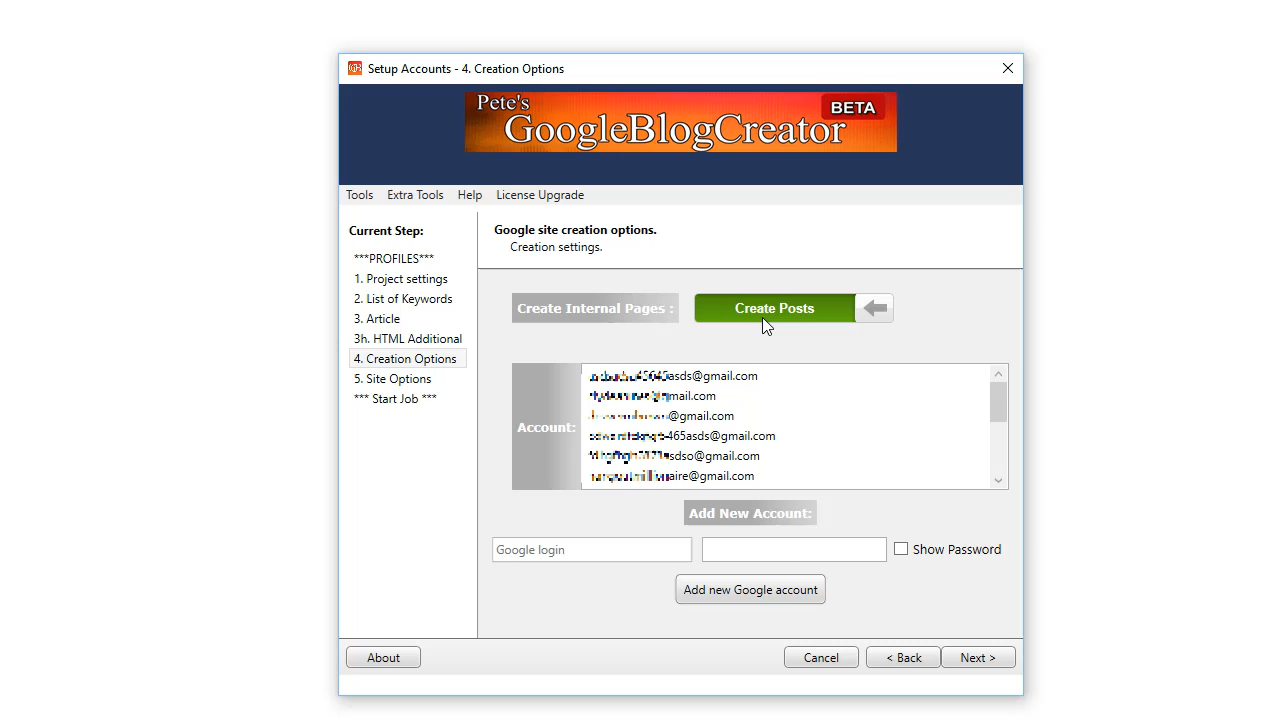 Setup Accounts - 4. Creation Options
Pete's
BETA
GoogleBlogCreator
Tools Extra Tools Help License Upgrade
Current Step:
***PROFILES***
1. Project settings
2. List of Keywords
3. Article
3h. HTML Additional
4. Creation Options
5. Site Options
*** Start Job ***
Google site creation options.
Creation settings.
Create Internal Pages :
Create Posts
Account:
asds@gmail.com
mail.com
@gmail.com
465asds@gmail.com
sdso@gmail.com
aire@gmail.com
Add New Account:
Google login
Show Password
Add new Google account
About
Cancel
< Back
Next >